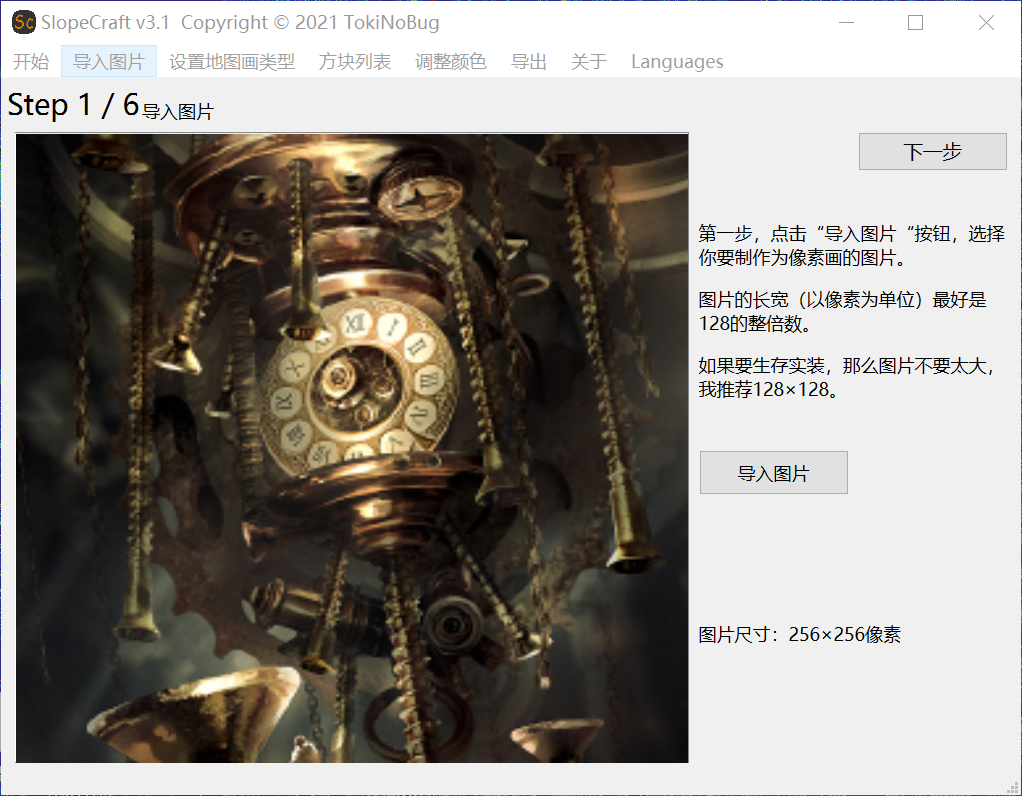 Sc SlopeCraft v3.1 Copyright © 2021 TokiNoBug
开始 导入图片 设置地图画类型 方块列表 调整颜色 导出 关于 Languages
Step 1 / 6 导入图片
下一步
第一步，点击“导入图片“按钮，选择
你要制作为像素画的图片。
图片的长宽（以像素为单位）最好是
128的整倍数。
如果要生存实装，那么图片不要太大，
我推荐128×128。
导入图片
图片尺寸：256×256像素
XII
I
II
III
IX
X